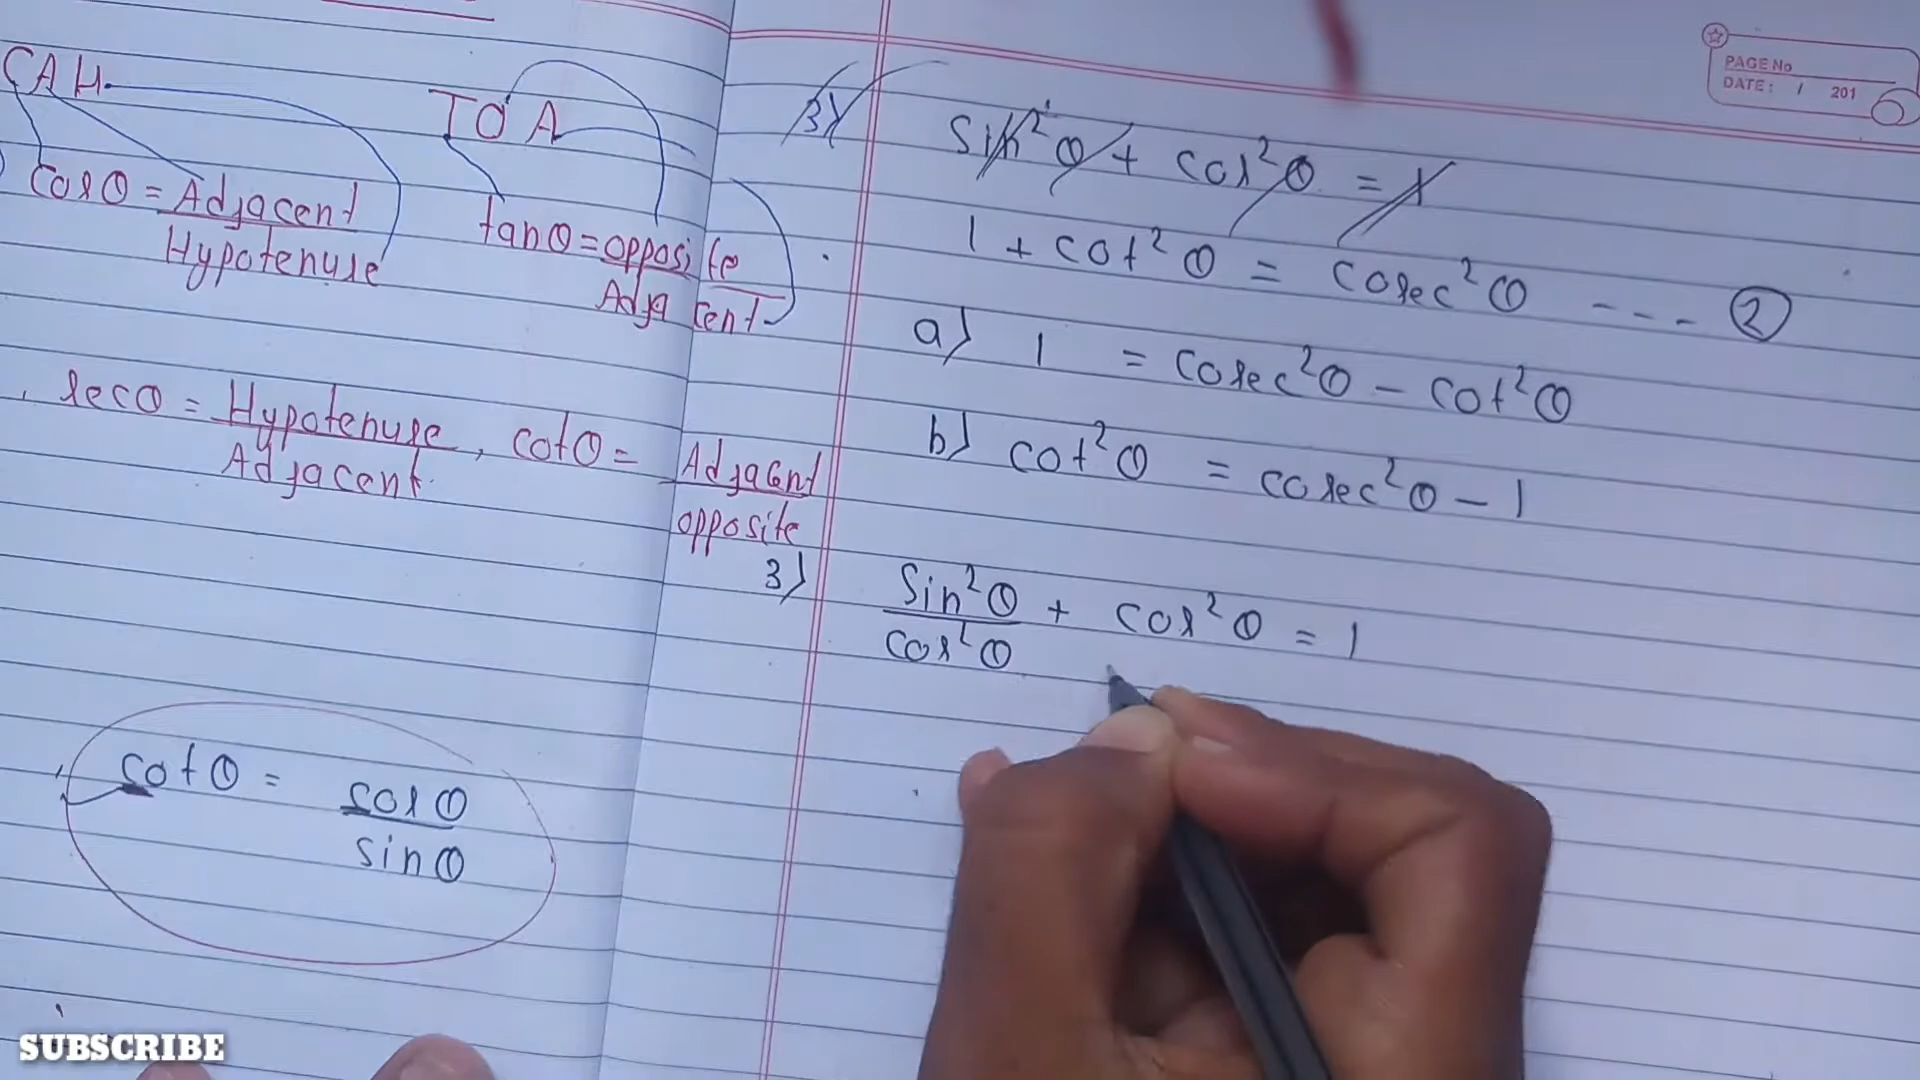 CAH
TOA
cosθ = Adjacent
Hypotenuse
tanθ = opposite
Adjacent
secθ = Hypotenuse, cotθ = Adjacent
Adjacent opposite
cotθ = cosθ
sinθ
PAGE No
DATE: / 201
3)
Sin²θ + cos²θ = 1
1 + cot²θ = cosec²θ --- ②
a) 1 = cosec²θ - cot²θ
b) cot²θ = cosec²θ - 1
3) Sin²θ + cos²θ = 1
cos²θ
SUBSCRIBE